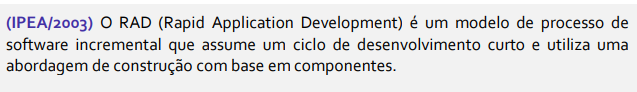 (IPEA/2003) O RAD (Rapid Application Development) é um modelo de processo de
software incremental que assume um ciclo de desenvolvimento curto e utiliza uma
abordagem de construção com base em componentes.